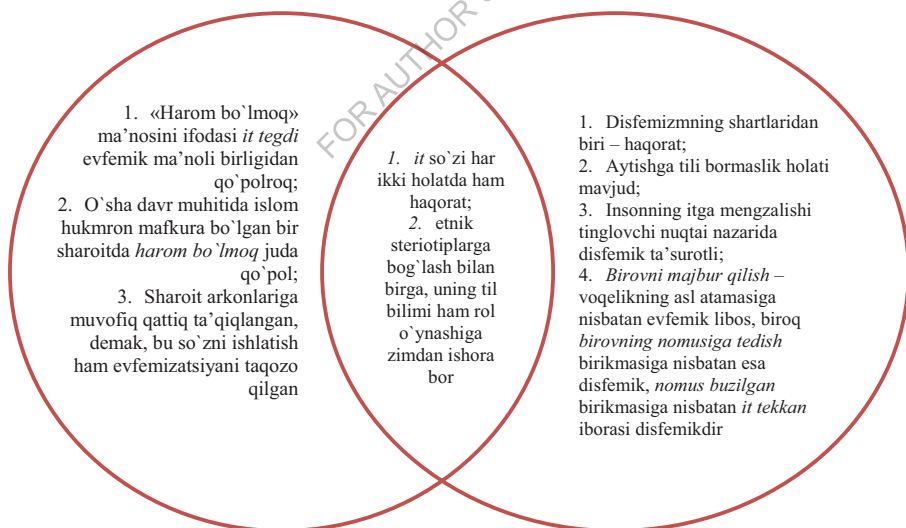 FOR AUTHOR
1. «Harom bo`lmoq»
ma’nosini ifodasi it tegdi
evfemik ma’noli birligidan
qo`polroq;
2. O`sha davr muhitida islom
hukmron mafkura bo`lgan bir
sharoitda harom bo`lmoq juda
qo`pol;
3. Sharoit arkonlariga
muvofiq qattiq ta’qiqlangan,
demak, bu so`zni ishlatish
ham evfemizatsiyani taqozo
qilgan
1. it so`zi har
ikki holatda ham
haqorat;
2. etnik
steriotiplarga
bog`lash bilan
birga, uning til
bilimi ham rol
o`ynashiga
zimdan ishora
bor
1. Disfemizmning shartlaridan
biri – haqorat;
2. Aytishga tili bormaslik holati
mavjud;
3. Insonning itga mengzalishi
tinglovchi nuqtai nazarida
disfemik ta’surotli;
4. Birovni majbur qilish –
voqelikning asl atamasiga
nisbatan evfemik libos, biroq
birovning nomusiga tedish
birikmasiga nisbatan esa
disfemik, nomus buzilgan
birikmasiga nisbatan it tekkan
iborasi disfemikdir